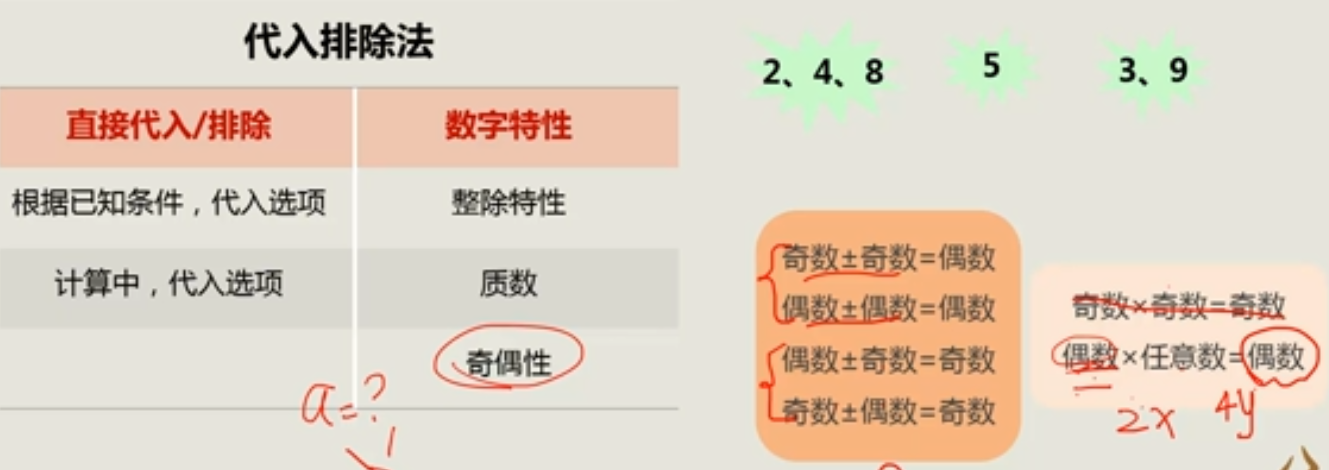 代入排除法
直接代入/排除 数字特性
根据已知条件，代入选项 整除特性
计算中，代入选项 质数
奇偶性
a=?
2、4、8 5 3、9
奇数±奇数=偶数
偶数±偶数=偶数
偶数±奇数=奇数
奇数±偶数=奇数
奇数×奇数=奇数
偶数×任意数=偶数
2x 4y